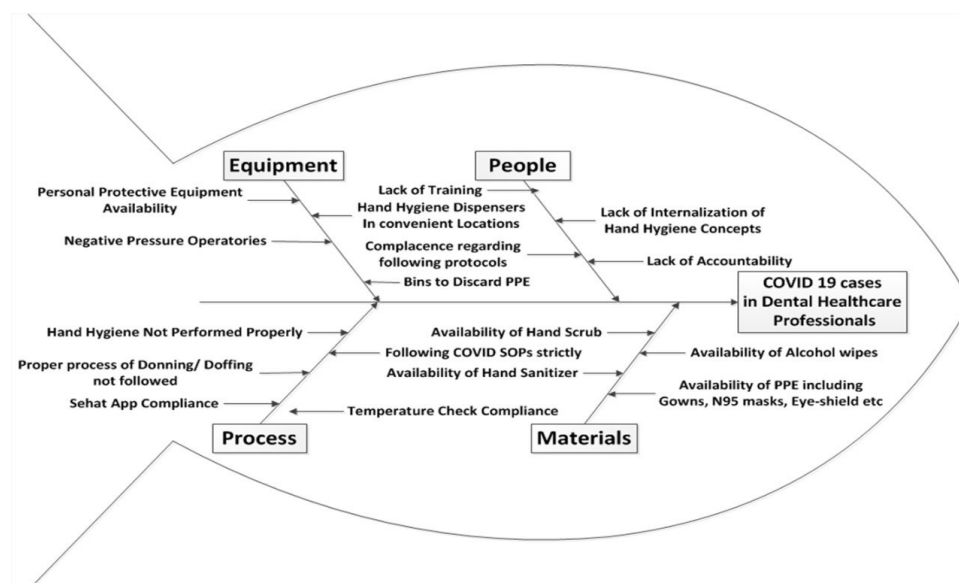 Equipment
People
Personal Protective Equipment
Availability
Lack of Training
Hand Hygiene Dispensers
In convenient Locations
Lack of Internalization of
Hand Hygiene Concepts
Negative Pressure Operatories
Complacence regarding
following protocols
Lack of Accountability
Bins to Discard PPE
COVID 19 cases
in Dental Healthcare
Professionals
Hand Hygiene Not Performed Properly
Availability of Hand Scrub
Following COVID SOPs strictly
Availability of Alcohol wipes
Proper process of Donning/ Doffing
not followed
Availability of Hand Sanitizer
Sehat App Compliance
Availability of PPE including
Gowns, N95 masks, Eye-shield etc
Temperature Check Compliance
Process
Materials